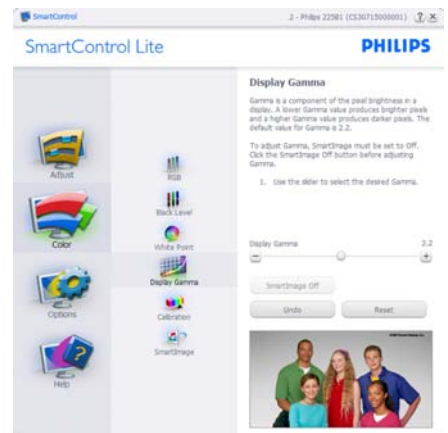 SmartControl
2 - Philips 225B1 (CS30715000001)
SmartControl Lite
PHILIPS
Adjust
Color
Options
Help
RGB
Black Level
White Point
Display Gamma
Calibration
SmartImage
Display Gamma
Gamma is a component of the pixel brightness in a
display. A lower Gamma value produces brighter pixels
and a higher Gamma value produces darker pixels. The
default value for Gamma is 2.2.
To adjust Gamma, SmartImage must be set to Off.
Click the SmartImage Off button before adjusting
Gamma.
1. Use the slider to select the desired Gamma.
Display Gamma 2.2
SmartImage Off
Undo Reset